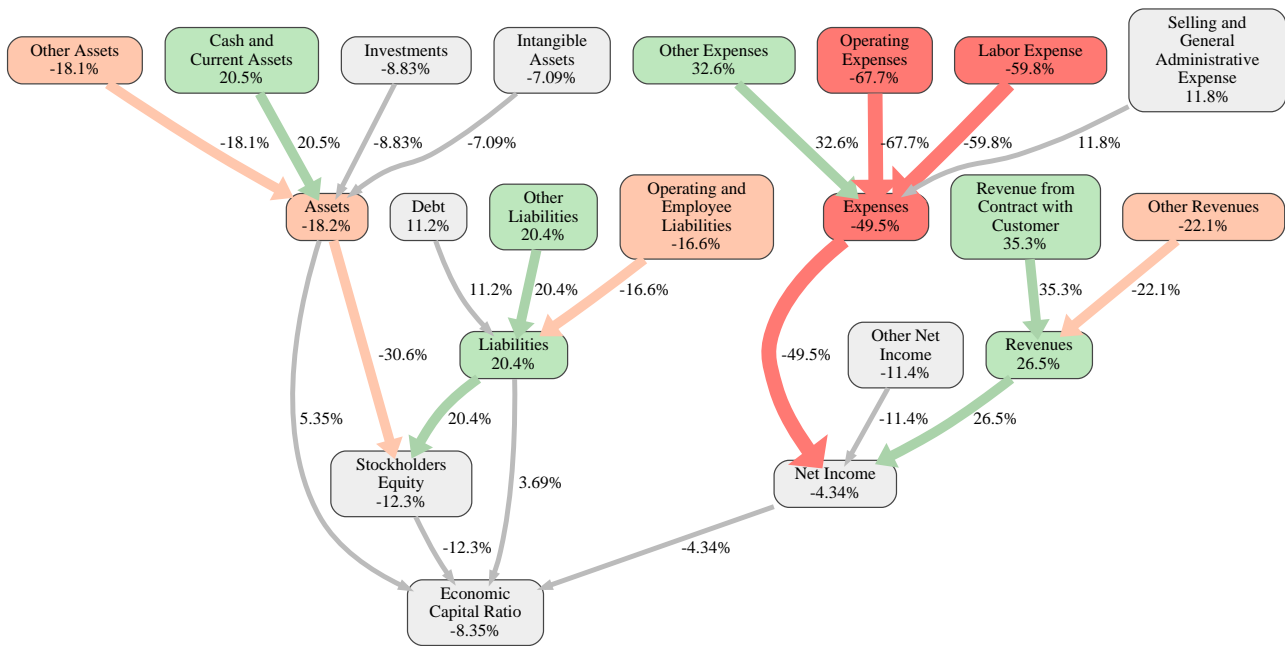 Other Assets
-18.1%
Cash and
Current Assets
20.5%
Investments
-8.83%
Intangible
Assets
-7.09%
Other Expenses
32.6%
Operating
Expenses
-67.7%
Labor Expense
-59.8%
Selling and
General
Administrative
Expense
11.8%
-18.1%
20.5%
-8.83%
-7.09%
32.6%
-67.7%
-59.8%
11.8%
Assets
-18.2%
Debt
11.2%
Other
Liabilities
20.4%
Operating and
Employee
Liabilities
-16.6%
Expenses
-49.5%
Revenue from
Contract with
Customer
35.3%
Other Revenues
-22.1%
11.2%
20.4%
-16.6%
35.3%
-22.1%
-30.6%
Liabilities
20.4%
-49.5%
Other Net
Income
-11.4%
Revenues
26.5%
5.35%
20.4%
-11.4%
26.5%
Stockholders
Equity
-12.3%
3.69%
Net Income
-4.34%
-12.3%
-4.34%
Economic
Capital Ratio
-8.35%